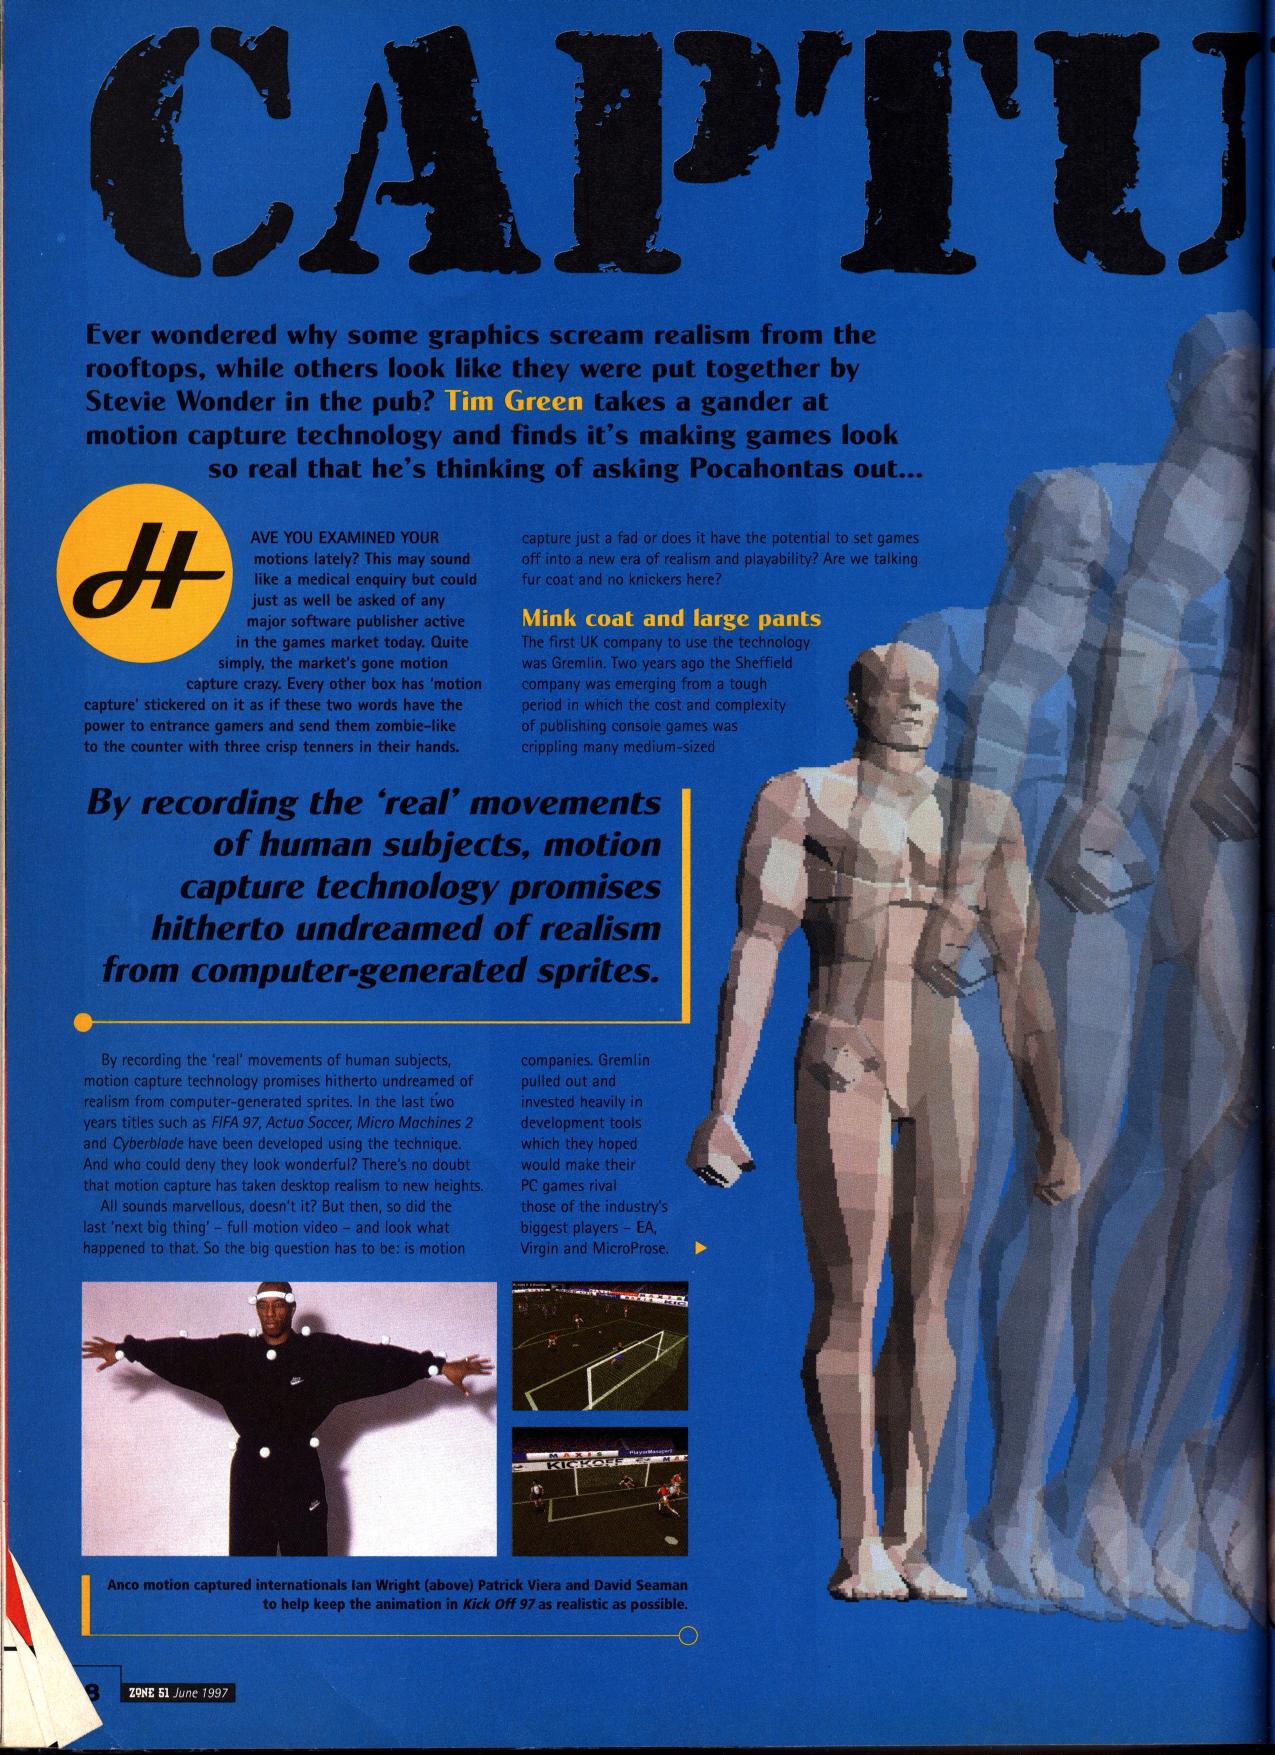 CAPTU
Ever wondered why some graphics scream realism from the
rooftops, while others look like they were put together by
Stevie Wonder in the pub? Tim Green takes a gander at
motion capture technology and finds it's making games look
so real that he's thinking of asking Pocahontas out...
H
AVE YOU EXAMINED YOUR
motions lately? This may sound
like a medical enquiry but could
just as well be asked of any
major software publisher active
in the games market today. Quite
simply, the market's gone motion
capture crazy. Every other box has 'motion
capture' stickered on it as if these two words have the
power to entrance gamers and send them zombie-like
to the counter with three crisp tenners in their hands.
By recording the 'real' movements
of human subjects, motion
capture technology promises
hitherto undreamed of realism
from computer-generated sprites.
By recording the 'real' movements of human subjects,
motion capture technology promises hitherto undreamed of
realism from computer-generated sprites. In the last two
years titles such as FIFA 97, Actua Soccer, Micro Machines 2
and Cyberblade have been developed using the technique.
And who could deny they look wonderful? There's no doubt
that motion capture has taken desktop realism to new heights.
All sounds marvellous, doesn't it? But then, so did the
last 'next big thing' – full motion video – and look what
happened to that. So the big question has to be: is motion
capture just a fad or does it have the potential to set games
off into a new era of realism and playability? Are we talking
fur coat and no knickers here?
Mink coat and large pants
The first UK company to use the technology
was Gremlin. Two years ago the Sheffield
company was emerging from a tough
period in which the cost and complexity
of publishing console games was
crippling many medium-sized
companies. Gremlin
pulled out and
invested heavily in
development tools
which they hoped
would make their
PC games rival
those of the industry's
biggest players – EA,
Virgin and MicroProse.
MAXIS
PlayerManager2
KICKOFF
Anco motion captured internationals Ian Wright (above) Patrick Viera and David Seaman
to help keep the animation in Kick Off 97 as realistic as possible.
8
ZONE 51 June 1997